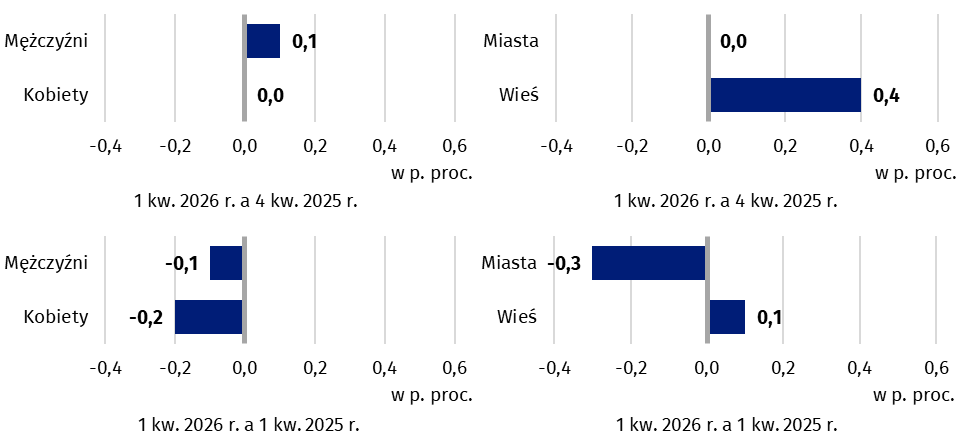 Mężczyźni 0,1
Kobiety 0,0
-0,4 -0,2 0,0 0,2 0,4 0,6
w p. proc.
1 kw. 2026 r. a 4 kw. 2025 r.
Miasta 0,0
Wieś 0,4
-0,4 -0,2 0,0 0,2 0,4 0,6
w p. proc.
1 kw. 2026 r. a 4 kw. 2025 r.
Mężczyźni -0,1
Kobiety -0,2
-0,4 -0,2 0,0 0,2 0,4 0,6
w p. proc.
1 kw. 2026 r. a 1 kw. 2025 r.
Miasta -0,3
Wieś 0,1
-0,4 -0,2 0,0 0,2 0,4 0,6
w p. proc.
1 kw. 2026 r. a 1 kw. 2025 r.